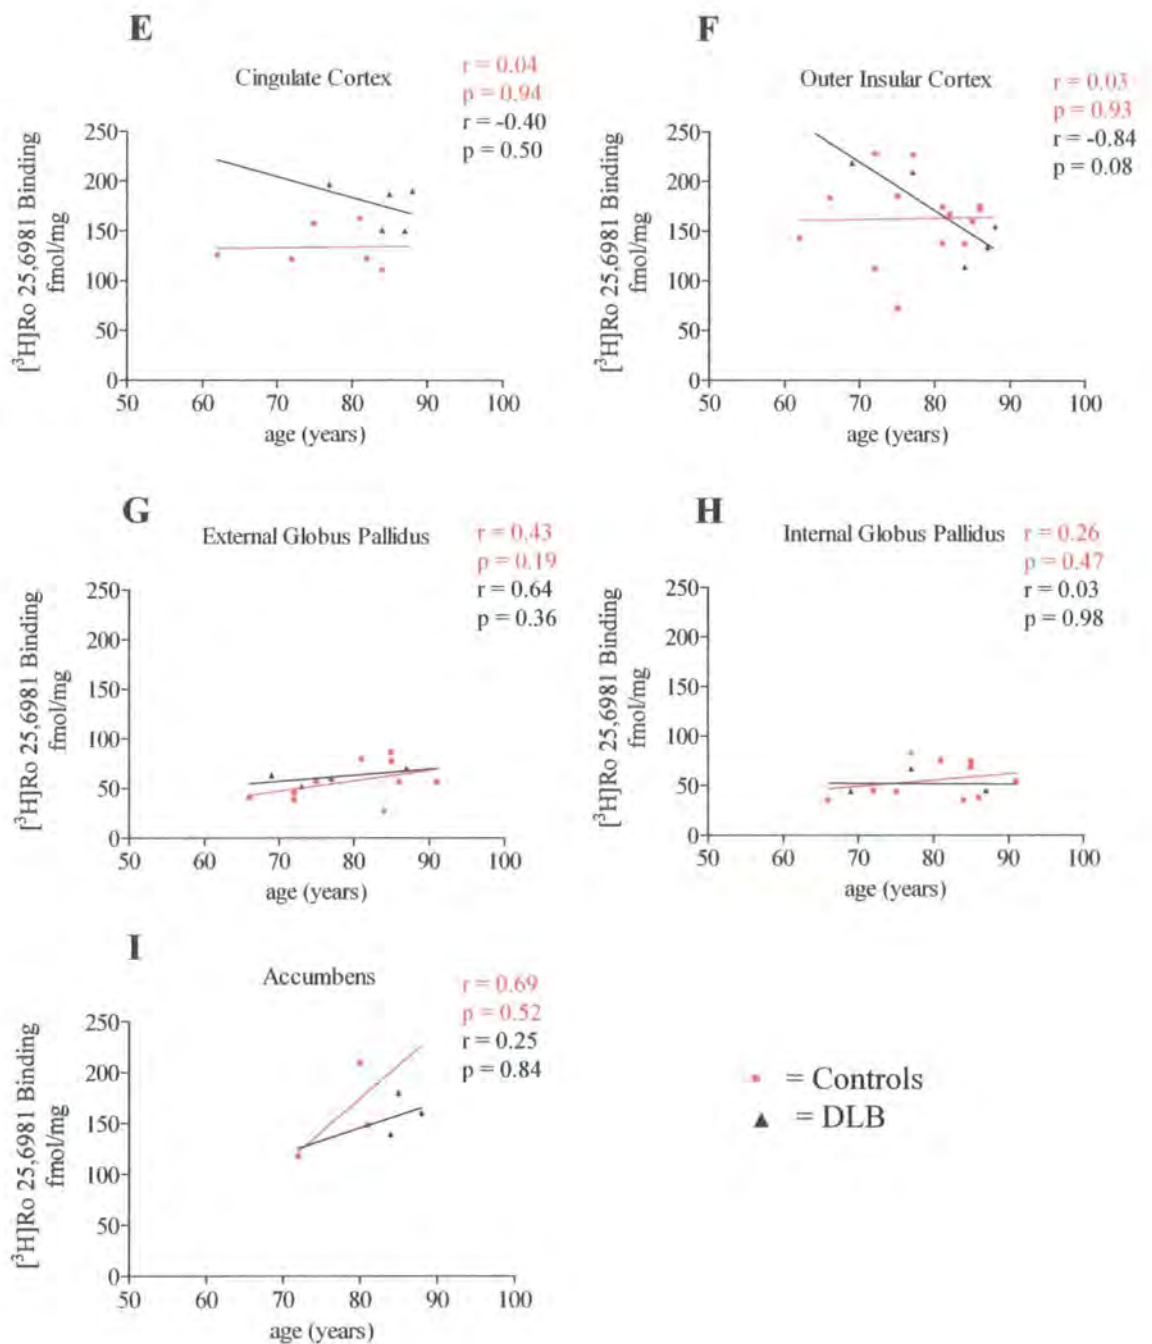 E
Cingulate Cortex
r = 0.04
p = 0.94
r = -0.40
p = 0.50
[³H]Ro 25,6981 Binding
fmol/mg
250
200
150
100
50
0
50 60 70 80 90 100
age (years)
F
Outer Insular Cortex
r = 0.03
p = 0.93
r = -0.84
p = 0.08
[³H]Ro 25,6981 Binding
fmol/mg
250
200
150
100
50
0
50 60 70 80 90 100
age (years)
G
External Globus Pallidus
r = 0.43
p = 0.19
r = 0.64
p = 0.36
[³H]Ro 25,6981 Binding
fmol/mg
250
200
150
100
50
0
50 60 70 80 90 100
age (years)
H
Internal Globus Pallidus
r = 0.26
p = 0.47
r = 0.03
p = 0.98
[³H]Ro 25,6981 Binding
fmol/mg
250
200
150
100
50
0
50 60 70 80 90 100
age (years)
I
Accumbens
r = 0.69
p = 0.52
r = 0.25
p = 0.84
[³H]Ro 25,6981 Binding
fmol/mg
250
200
150
100
50
0
50 60 70 80 90 100
age (years)
= Controls
= DLB